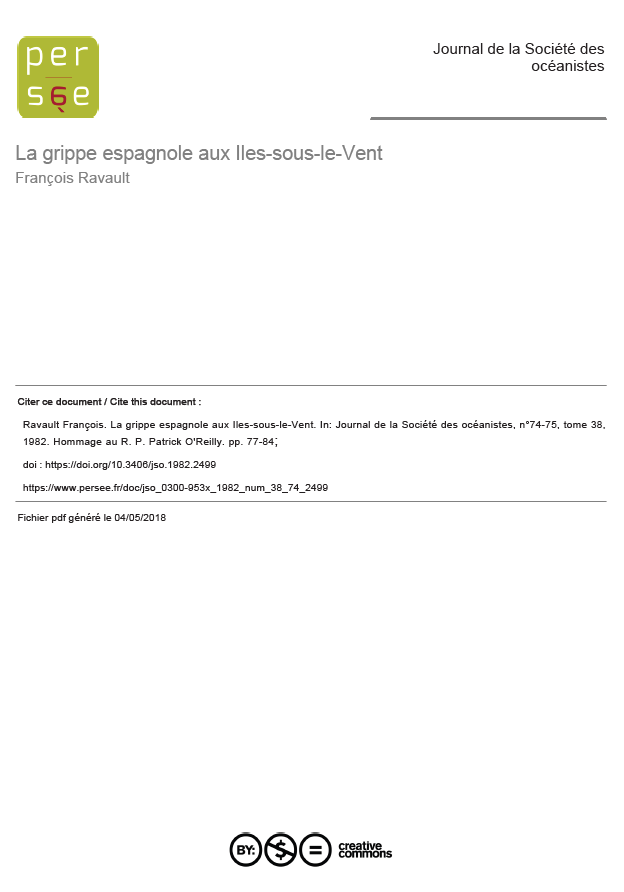 per
sée
Journal de la Société des
océanistes
La grippe espagnole aux Iles-sous-le-Vent
François Ravault
Citer ce document / Cite this document :
Ravault François. La grippe espagnole aux Iles-sous-le-Vent. In: Journal de la Société des océanistes, n°74-75, tome 38,
1982. Hommage au R. P. Patrick O'Reilly. pp. 77-84;
doi : https://doi.org/10.3406/jso.1982.2499
https://www.persee.fr/doc/jso_0300-953x_1982_num_38_74_2499
Fichier pdf généré le 04/05/2018
BY: $ =
creative
commons